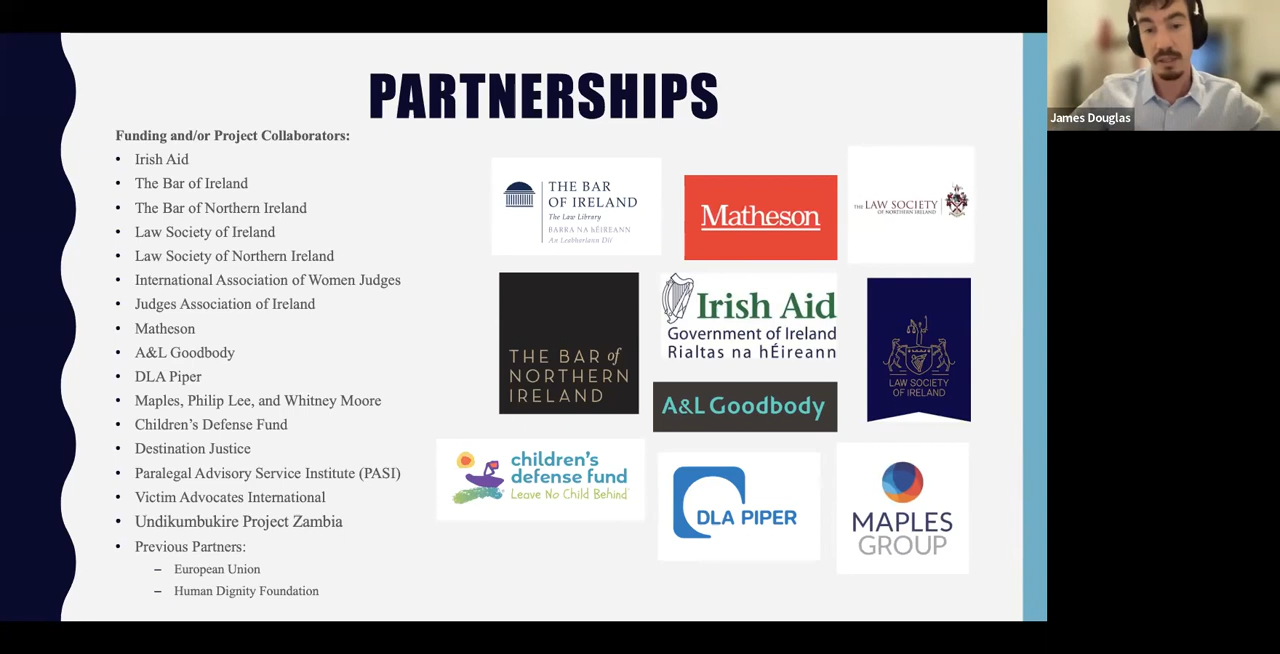 PARTNERSHIPS
Funding and/or Project Collaborators:
• Irish Aid
• The Bar of Ireland
• The Bar of Northern Ireland
• Law Society of Ireland
• Law Society of Northern Ireland
• International Association of Women Judges
• Judges Association of Ireland
• Matheson
• A&L Goodbody
• DLA Piper
• Maples, Philip Lee, and Whitney Moore
• Children's Defense Fund
• Destination Justice
• Paralegal Advisory Service Institute (PASI)
• Victim Advocates International
• Undikumbukire Project Zambia
• Previous Partners:
– European Union
– Human Dignity Foundation
THE BAR
OF IRELAND
The Law Library
BARRA NA hÉIREANN
An Leabharlann Dlí
Matheson
THE LAW SOCIETY
OF NORTHERN IRELAND
THE BAR of
NORTHERN
IRELAND
Irish Aid
Government of Ireland
Rialtas na hÉireann
LAW SOCIETY
OF IRELAND
A&L Goodbody
children's
defense fund
Leave No Child Behind
DLA PIPER
MAPLES
GROUP
James Douglas